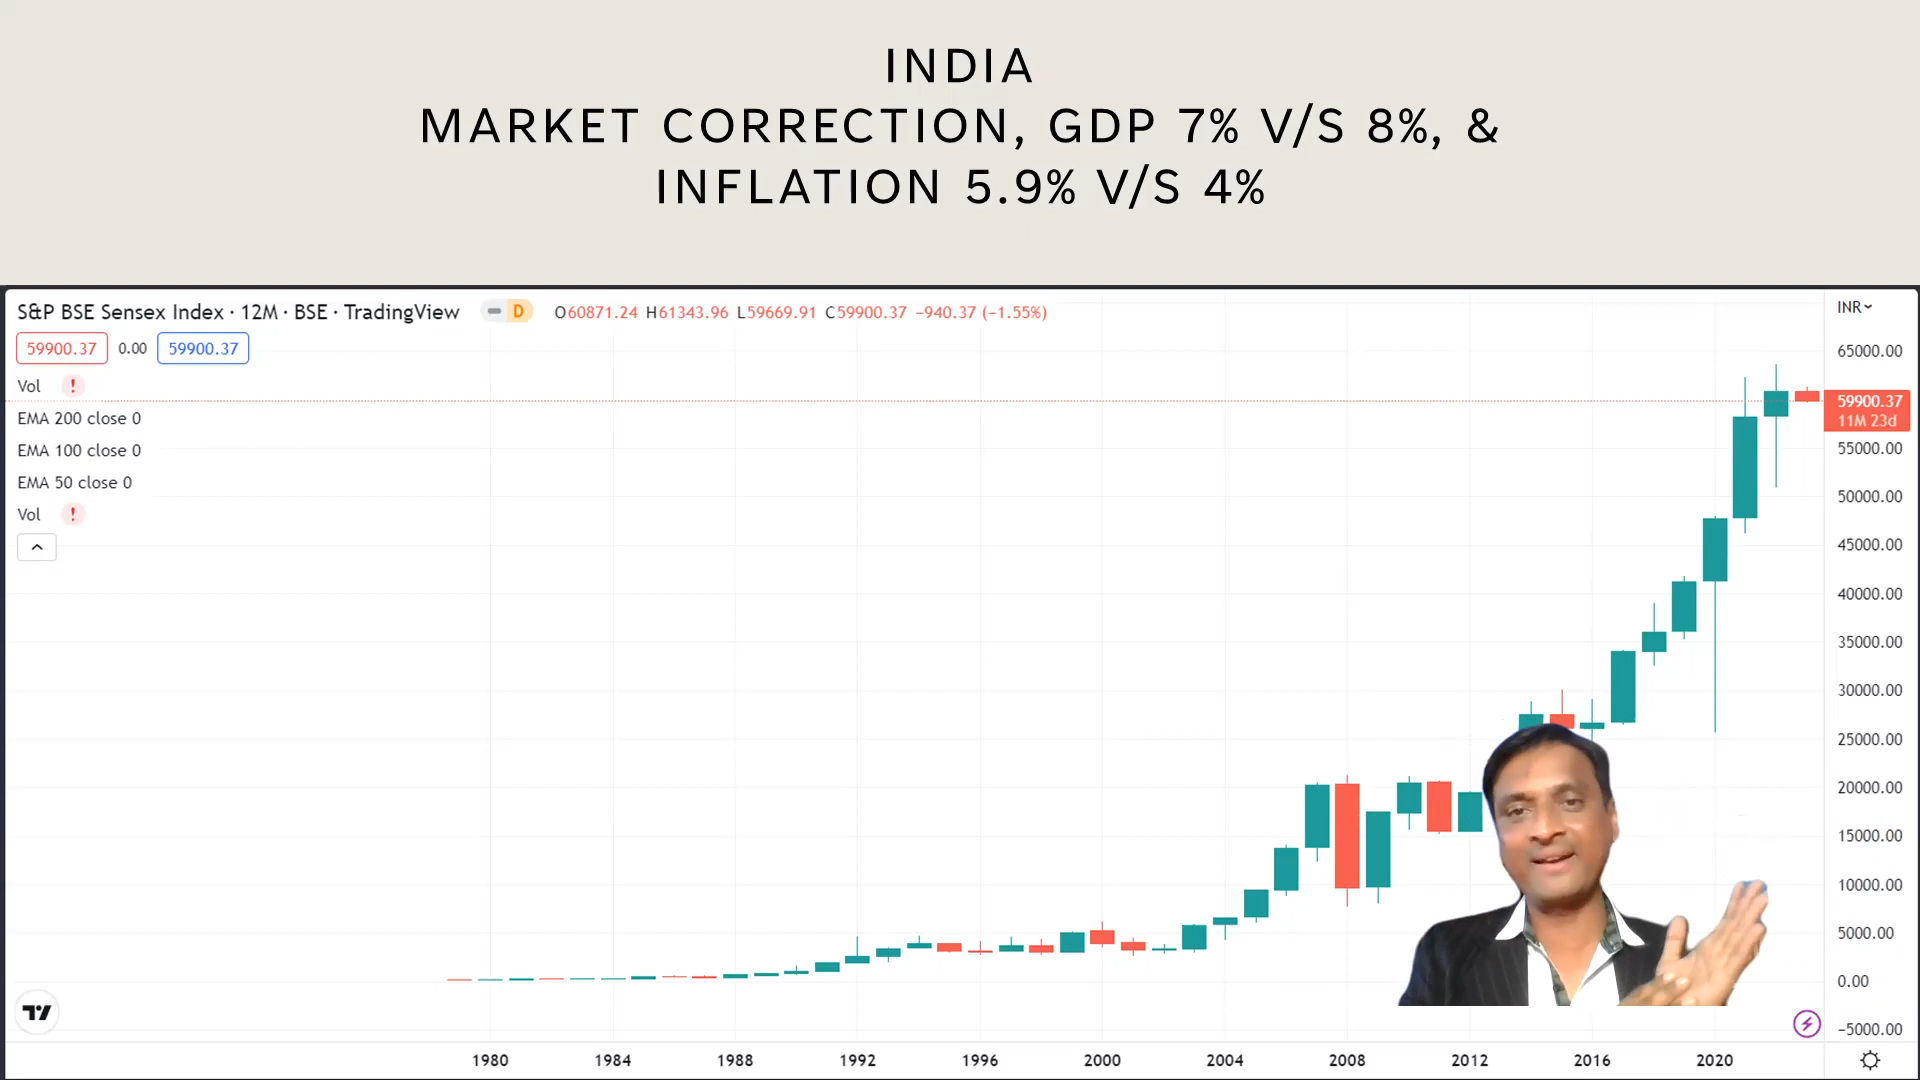 INDIA
MARKET CORRECTION, GDP 7% V/S 8%, &
INFLATION 5.9% V/S 4%
S&P BSE Sensex Index · 12M · BSE · TradingView D O60871.24 H61343.96 L59669.91 C59900.37 −940.37 (−1.55%)
INR
59900.37 0.00 59900.37
Vol !
EMA 200 close 0
EMA 100 close 0
EMA 50 close 0
Vol !
65000.00
59900.37
11M 23d
55000.00
50000.00
45000.00
40000.00
35000.00
30000.00
25000.00
20000.00
15000.00
10000.00
5000.00
0.00
−5000.00
1980 1984 1988 1992 1996 2000 2004 2008 2012 2016 2020